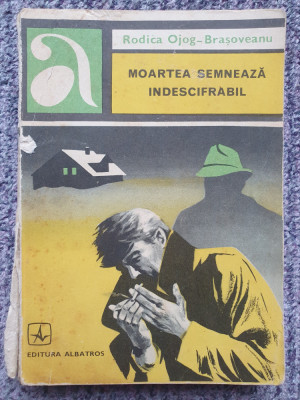 a
Rodica Ojog-Brașoveanu
MOARTEA SEMNEAZĂ
INDESCIFRABIL
EDITURA ALBATROS